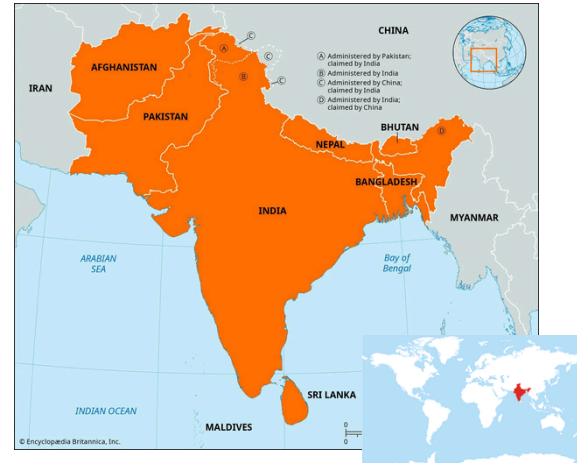 CHINA
Ⓐ Administered by Pakistan;
claimed by India
Ⓑ Administered by India
Ⓒ Administered by China;
claimed by India
Ⓓ Administered by India;
claimed by China
Ⓒ
Ⓐ
Ⓒ
Ⓑ
Ⓒ
AFGHANISTAN
IRAN
PAKISTAN
BHUTAN
Ⓓ
NEPAL
BANGLADESH
INDIA
MYANMAR
ARABIAN
SEA
Bay of
Bengal
SRI LANKA
INDIAN OCEAN
MALDIVES
0
0
© Encyclopædia Britannica, Inc.